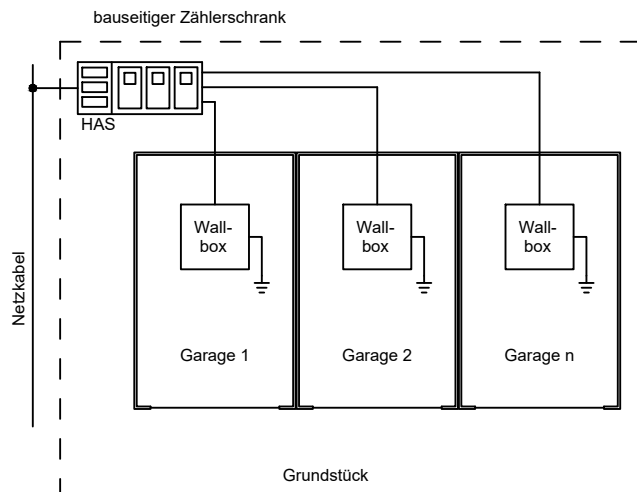 bauseitiger Zählerschrank
HAS
Netzkabel
Wall-
box
Wall-
box
Wall-
box
Garage 1
Garage 2
Garage n
Grundstück